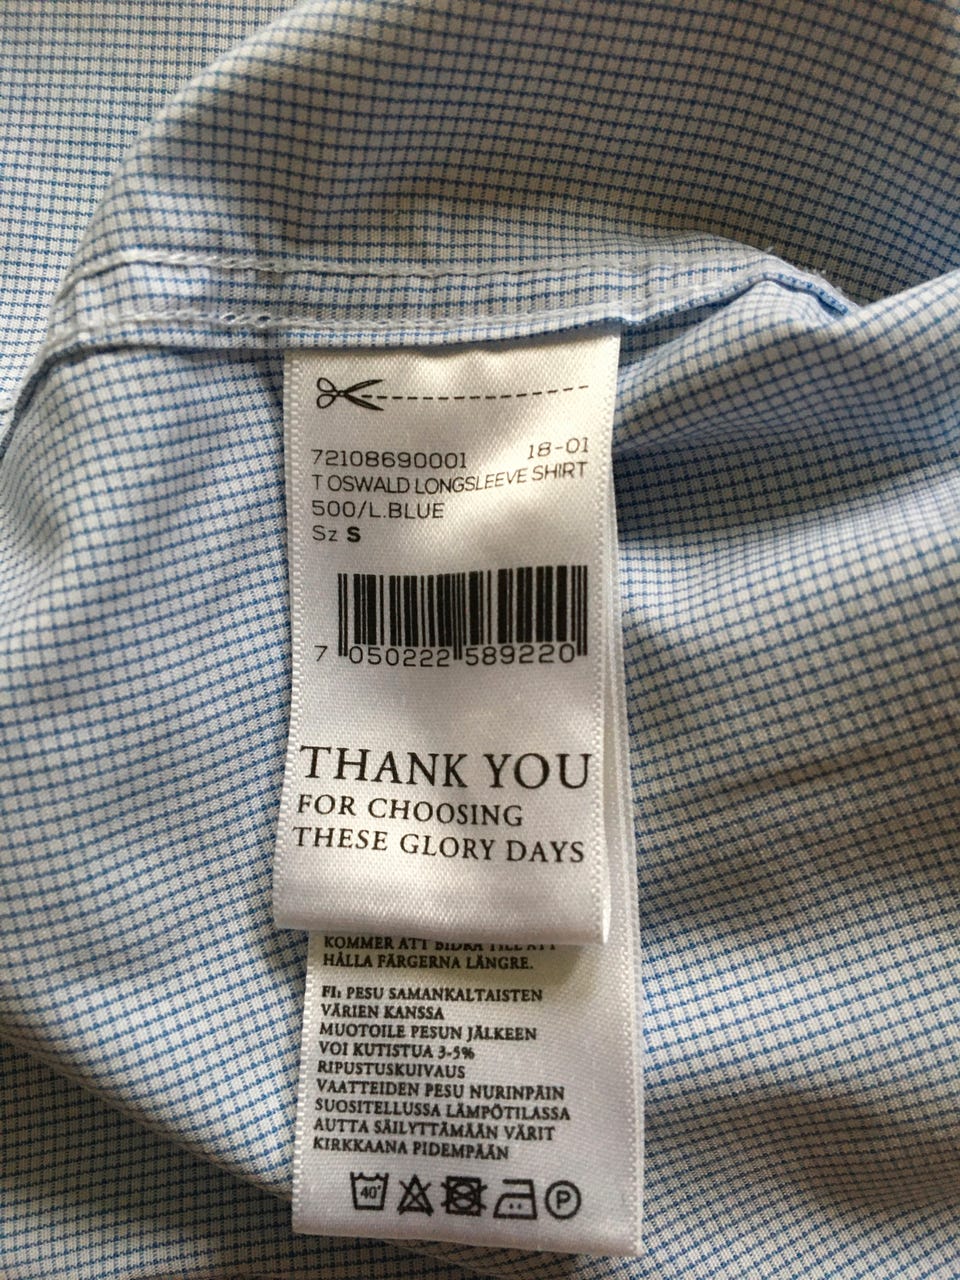 72108690001 18-01
T OSWALD LONGSLEEVE SHIRT
500/L.BLUE
Sz S
7 050222 589220
THANK YOU
FOR CHOOSING
THESE GLORY DAYS
KOMMER ATT BIDRA TILL ATT
HÅLLA FÄRGERNA LÄNGRE.
FI: PESU SAMANKALTAISTEN
VÄRIEN KANSSA
MUOTOILE PESUN JÄLKEEN
VOI KUTISTUA 3-5%
RIPUSTUSKUIVAUS
VAATTEIDEN PESU NURINPÄIN
SUOSITELLUSSA LÄMPÖTILASSA
AUTTA SÄILYTTÄMÄÄN VÄRIT
KIRKKAANA PIDEMPÄÄN
40° P